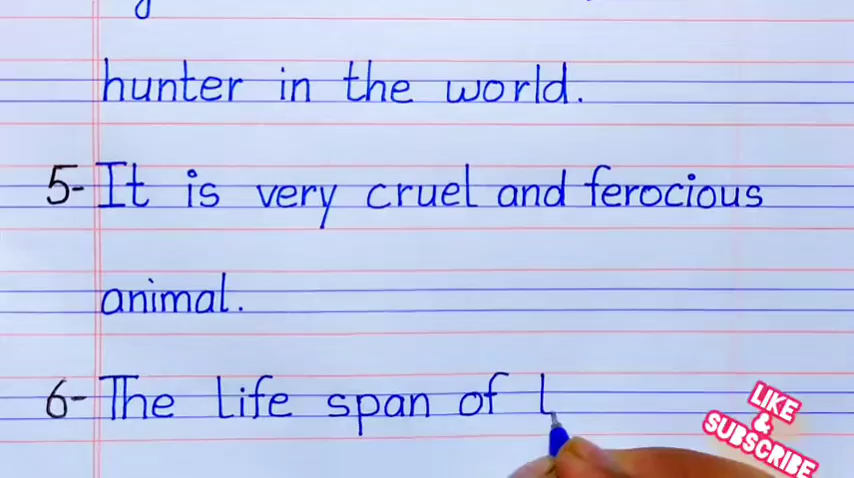 hunter in the world.
5- It is very cruel and ferocious
animal.
6- The life span of l
LIKE
&
SUBSCRIBE